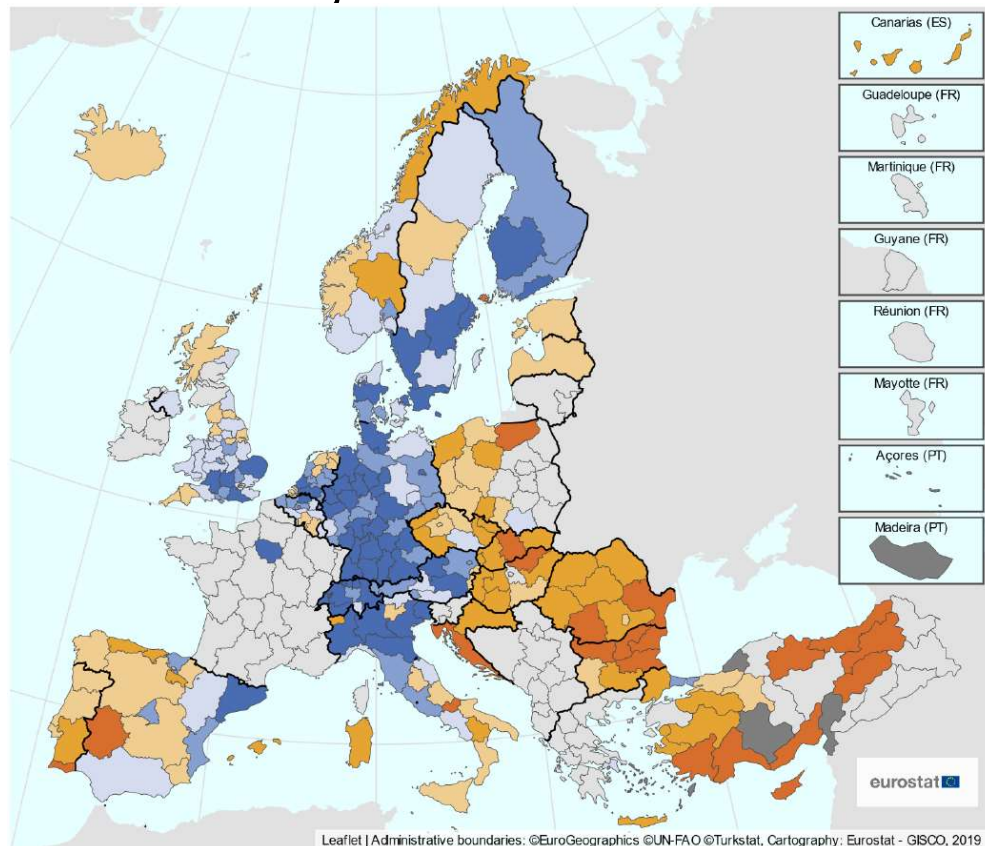 Canarias (ES)
Guadeloupe (FR)
Martinique (FR)
Guyane (FR)
Réunion (FR)
Mayotte (FR)
Açores (PT)
Madeira (PT)
eurostat
Leaflet | Administrative boundaries: ©EuroGeographics ©UN-FAO ©Turkstat, Cartography: Eurostat - GISCO, 2019